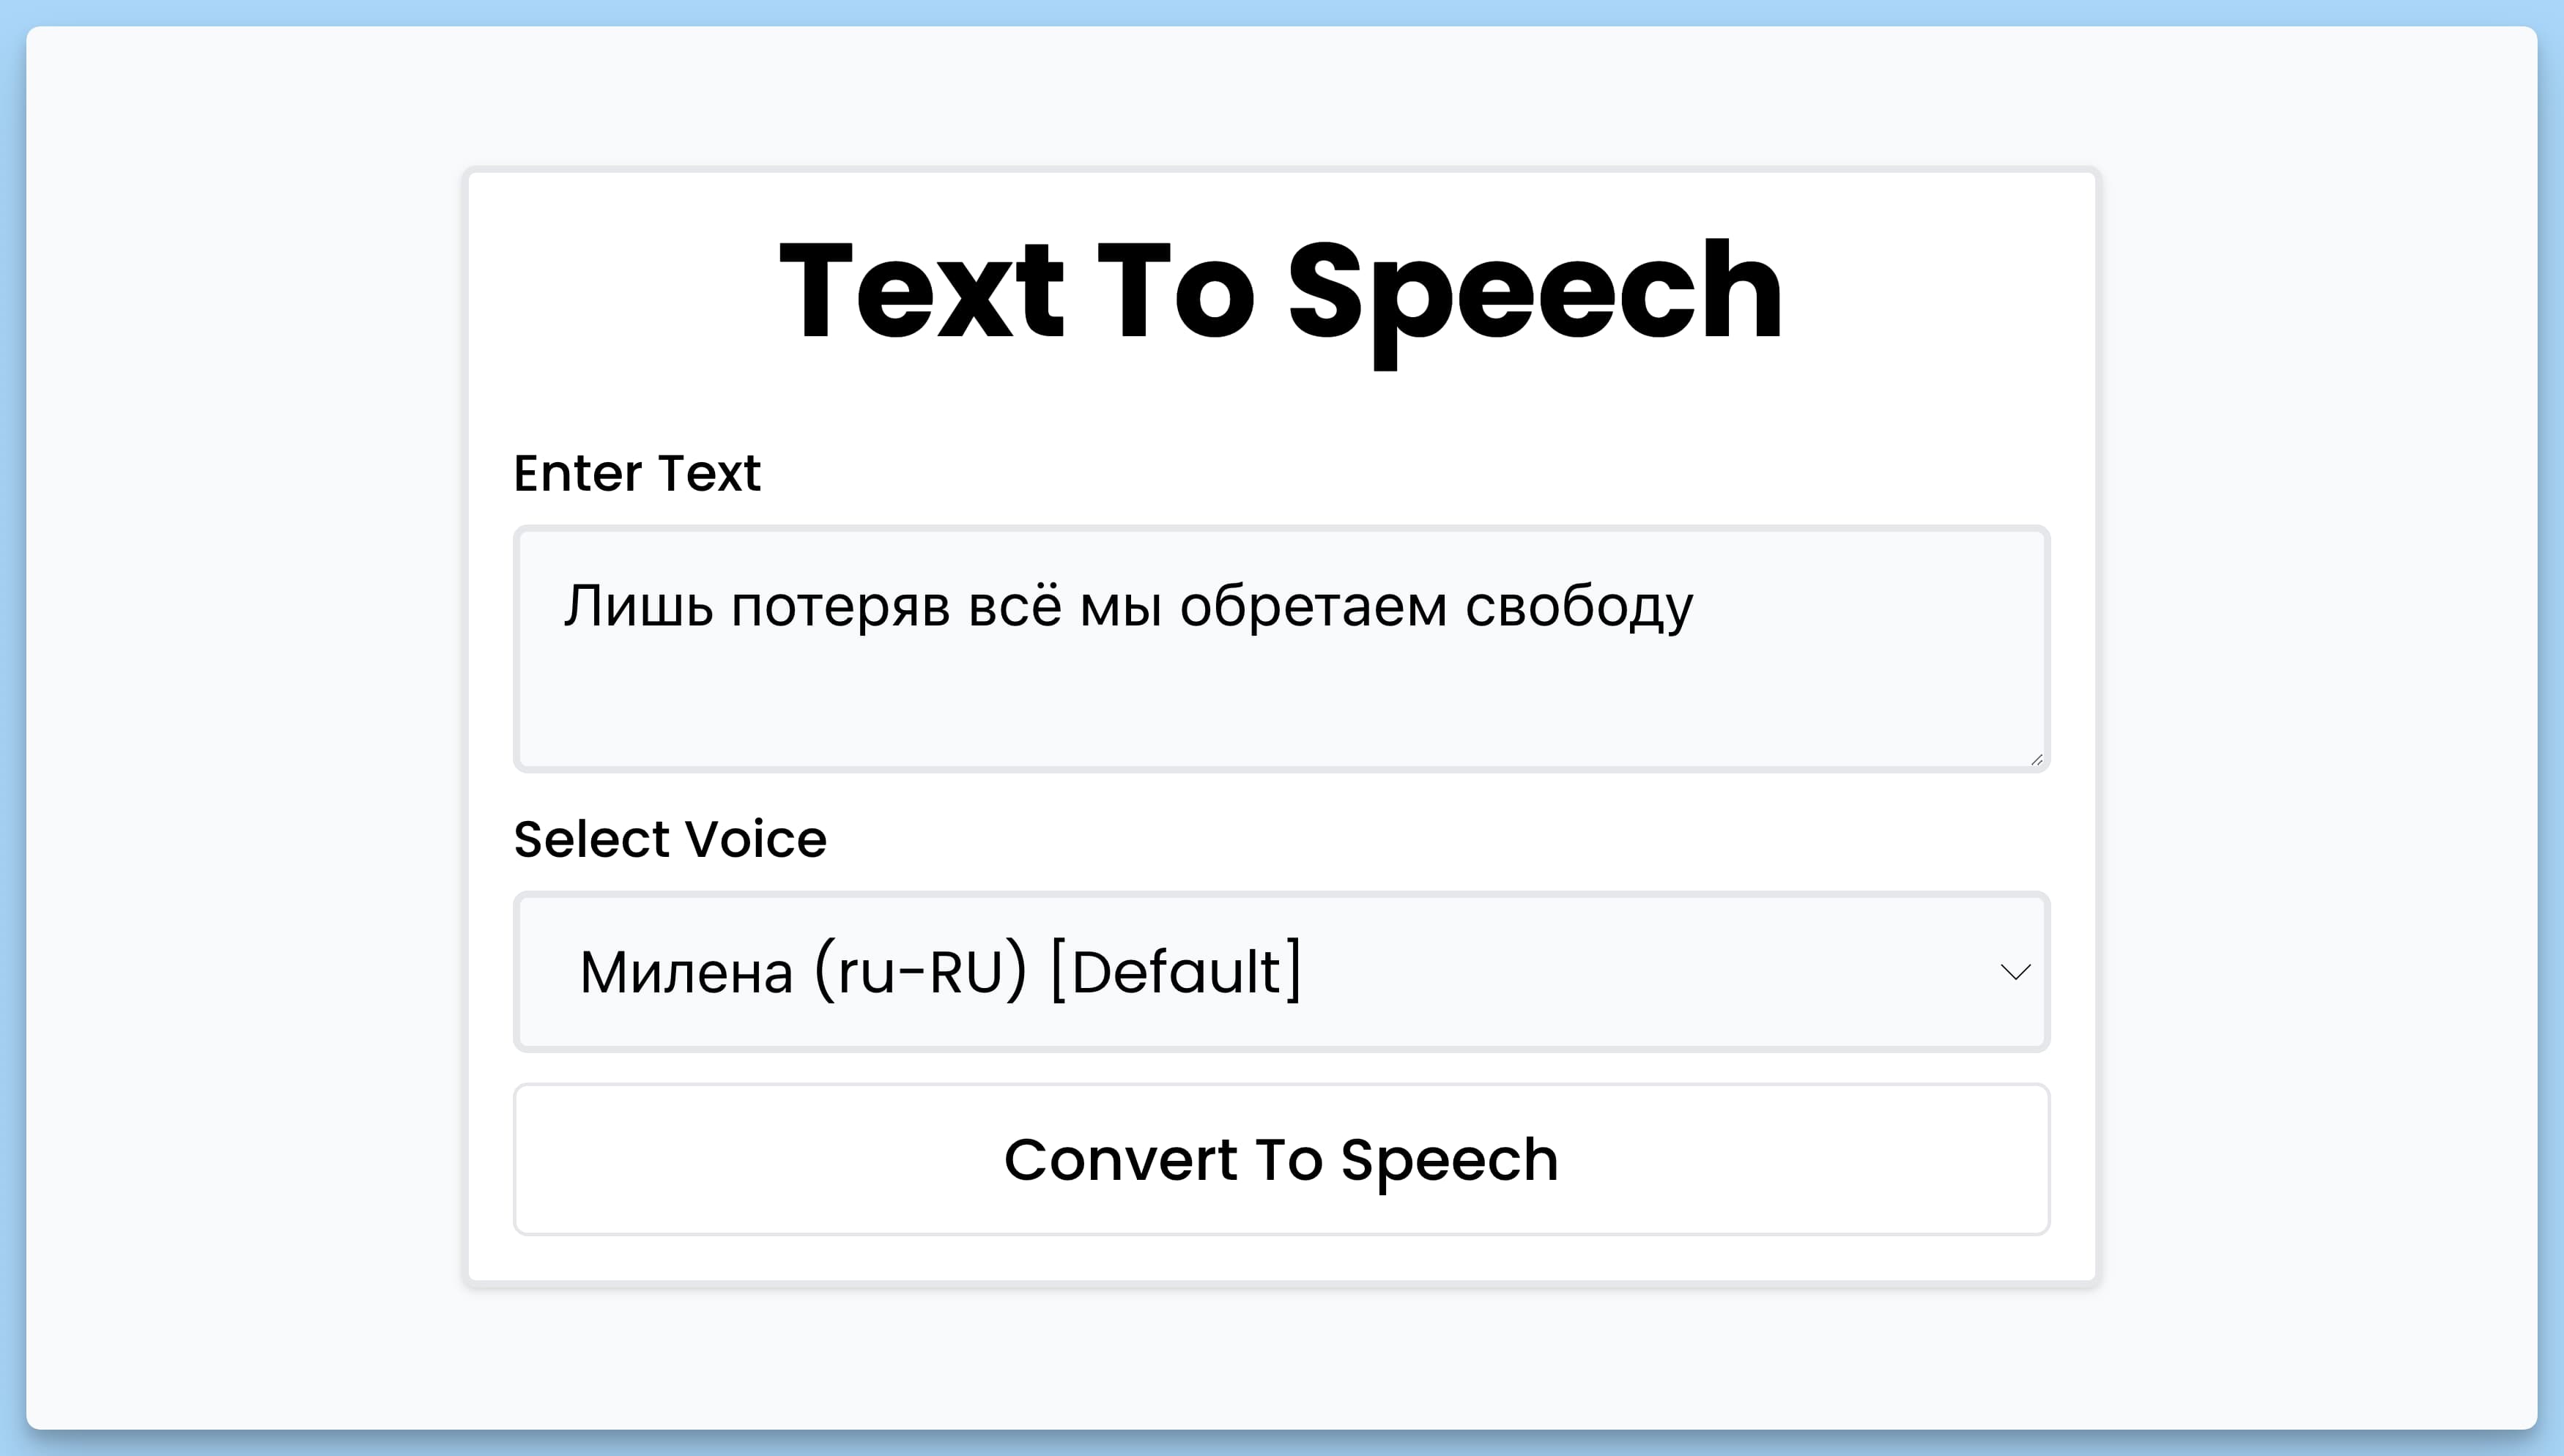 Text To Speech
Enter Text
Лишь потеряв всё мы обретаем свободу
Select Voice
Милена (ru-RU) [Default]
Convert To Speech